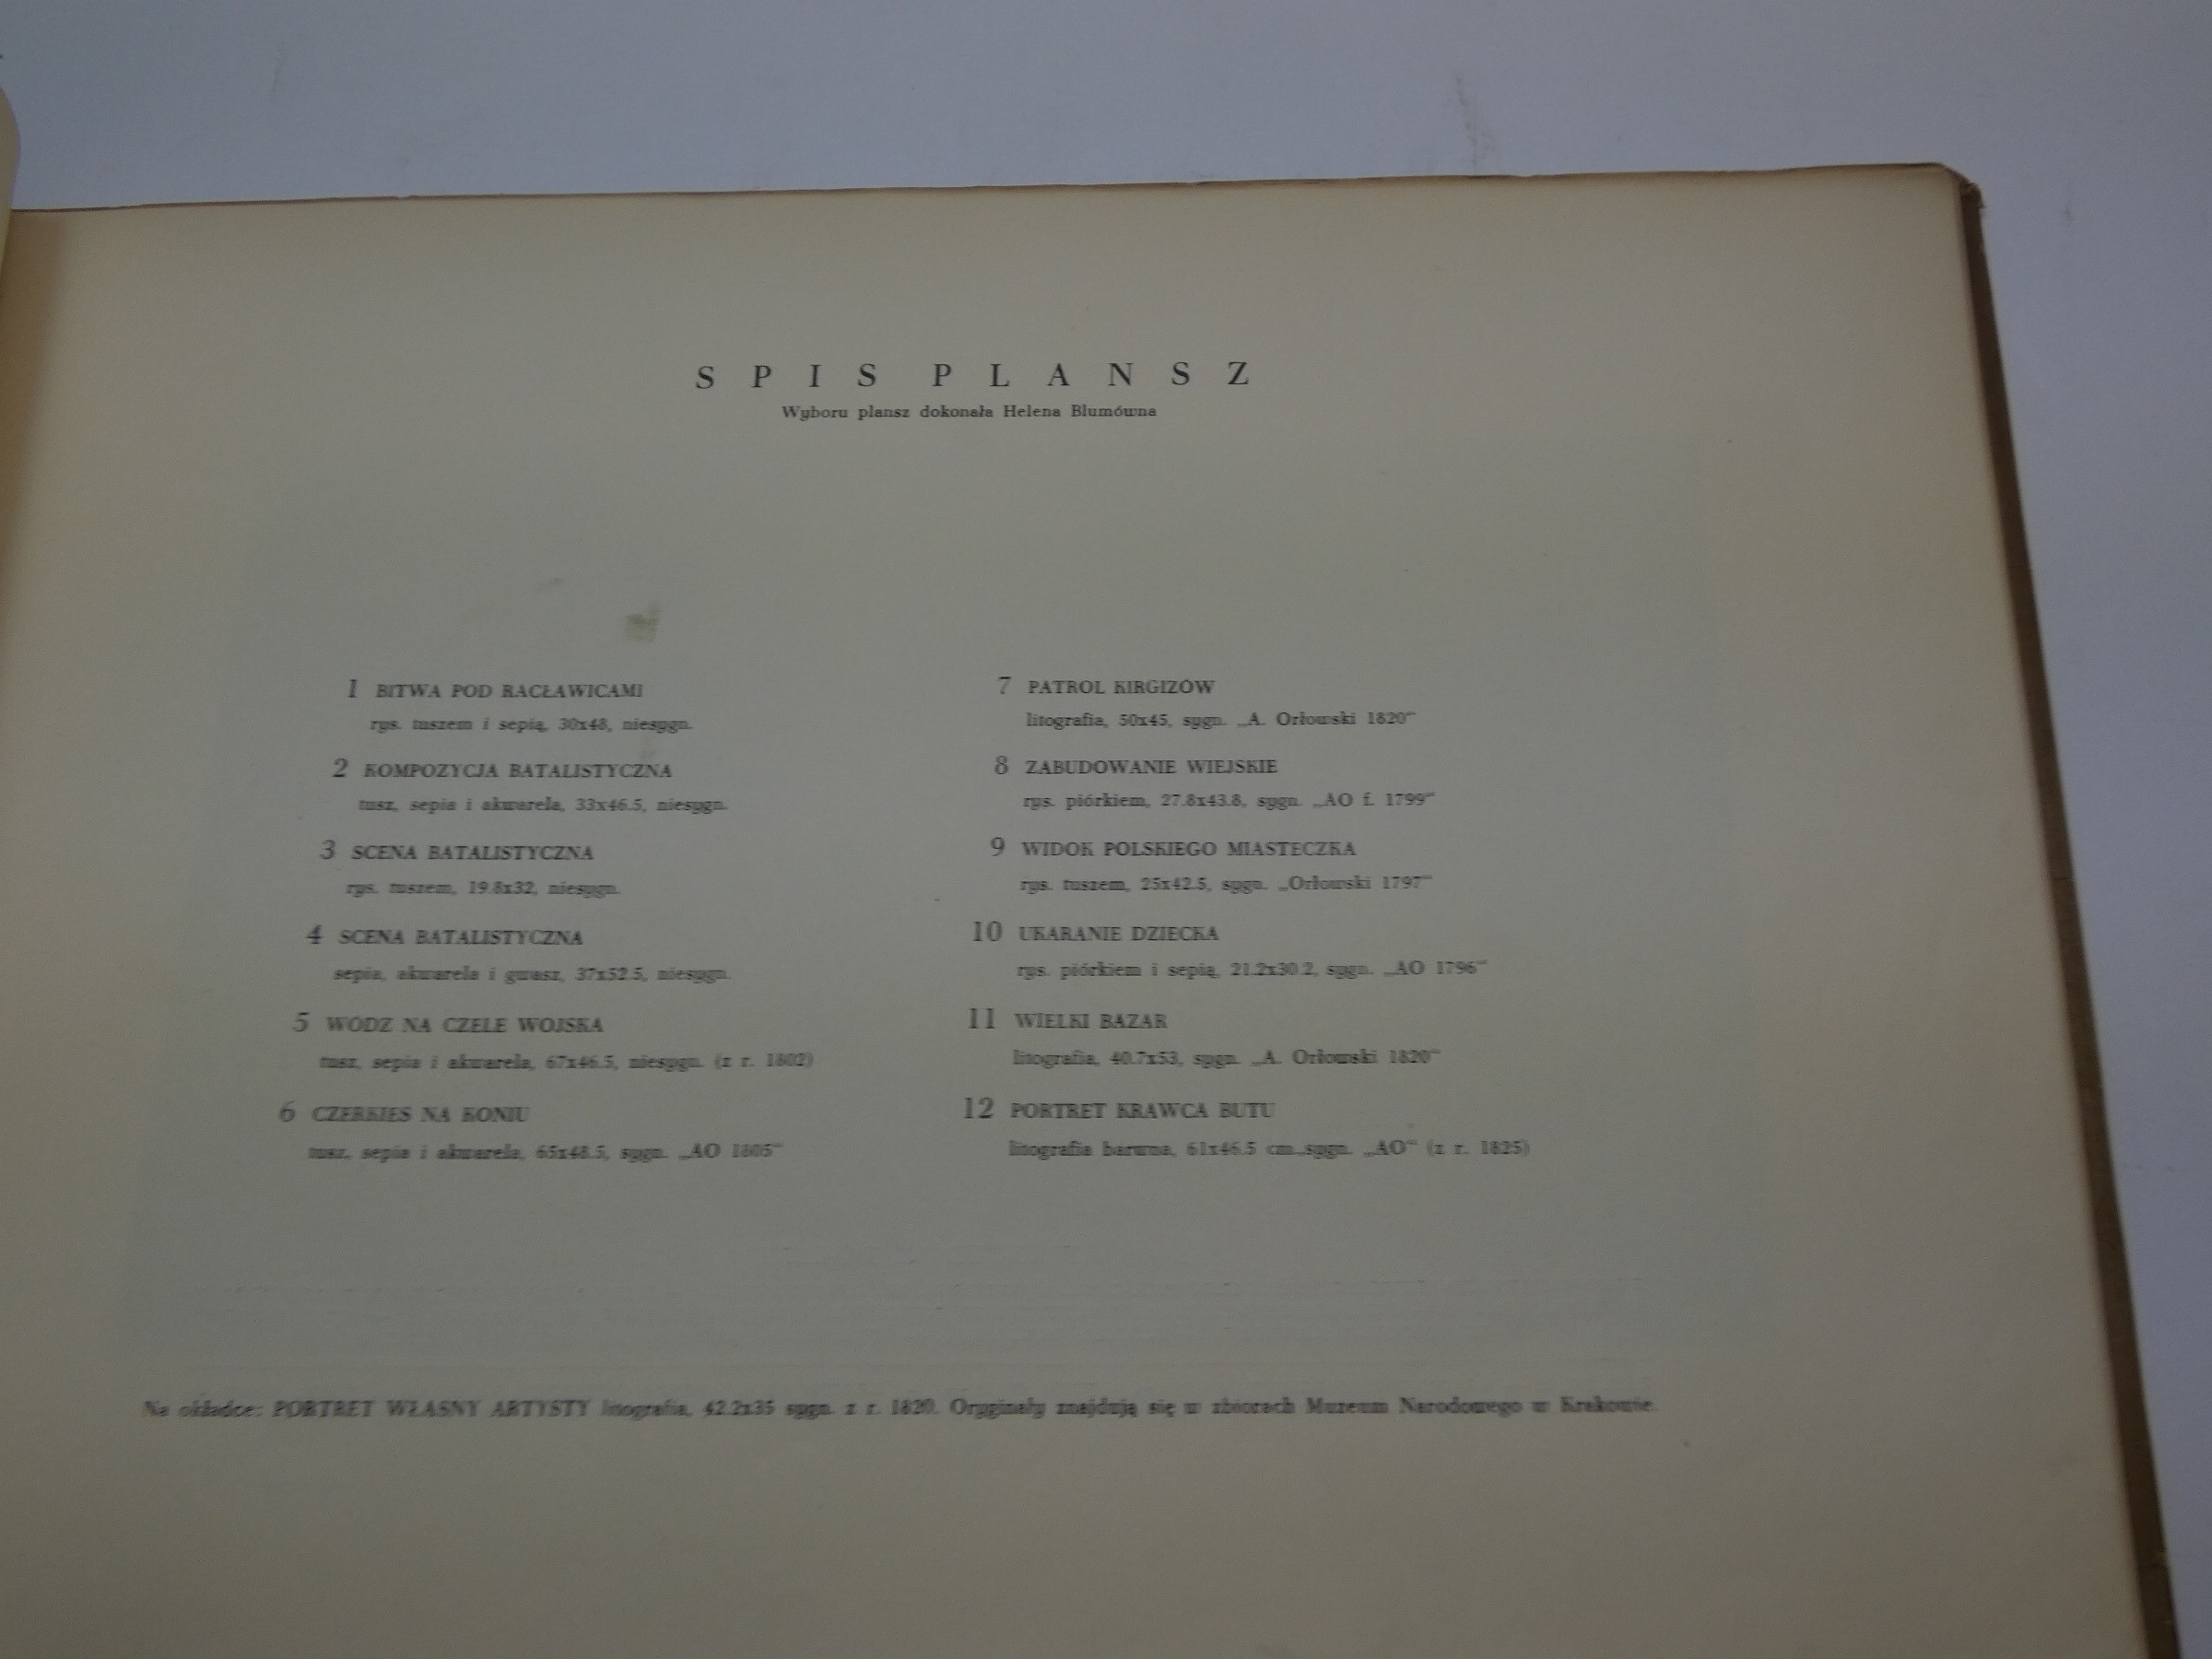 SPIS PLANSZ
Wyboru plansz dokonała Helena Blumówna
1 BITWA POD RACŁAWICAMI
rys. tuszem i sepią, 30x48, niesygn.
2 KOMPOZYCJA BATALISTYCZNA
tusz, sepia i akwarela, 33x46.5, niesygn.
3 SCENA BATALISTYCZNA
rys. tuszem, 19.8x32, niesygn.
4 SCENA BATALISTYCZNA
sepia, akwarela i gwasz, 37x52.5, niesygn.
5 WÓDZ NA CZELE WOJSKA
tusz, sepia i akwarela, 67x46.5, niesygn. (z r. 1802)
6 CZERKIES NA KONIU
tusz, sepia i akwarela, 65x48.5, sygn. „AO 1805“
7 PATROL KIRGIZÓW
litografia, 50x45, sygn. „A. Orłowski 1820“
8 ZABUDOWANIE WIEJSKIE
rys. piórkiem, 27.8x43.8, sygn. „AO f. 1799“
9 WIDOK POLSKIEGO MIASTECZKA
rys. tuszem, 25x42.5, sygn. „Orłowski 1797“
10 UKARANIE DZIECKA
rys. piórkiem i sepią, 21.2x30.2, sygn. „AO 1796“
11 WIELKI BAZAR
litografia, 40.7x53, sygn. „A. Orłowski 1820“
12 PORTRET KRAWCA BUTU
litografia barwna, 61x46.5 cm.,sygn. „AO“ (z r. 1825)
Na okładce: PORTRET WŁASNY ARTYSTY litografia, 42.2x35 sygn. z r. 1820. Oryginały znajdują się w zbiorach Muzeum Narodowego w Krakowie.